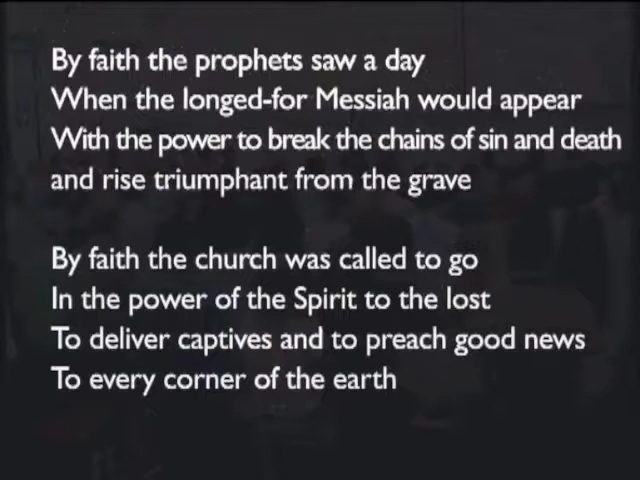 By faith the prophets saw a day
When the longed-for Messiah would appear
With the power to break the chains of sin and death
and rise triumphant from the grave
By faith the church was called to go
In the power of the Spirit to the lost
To deliver captives and to preach good news
To every corner of the earth